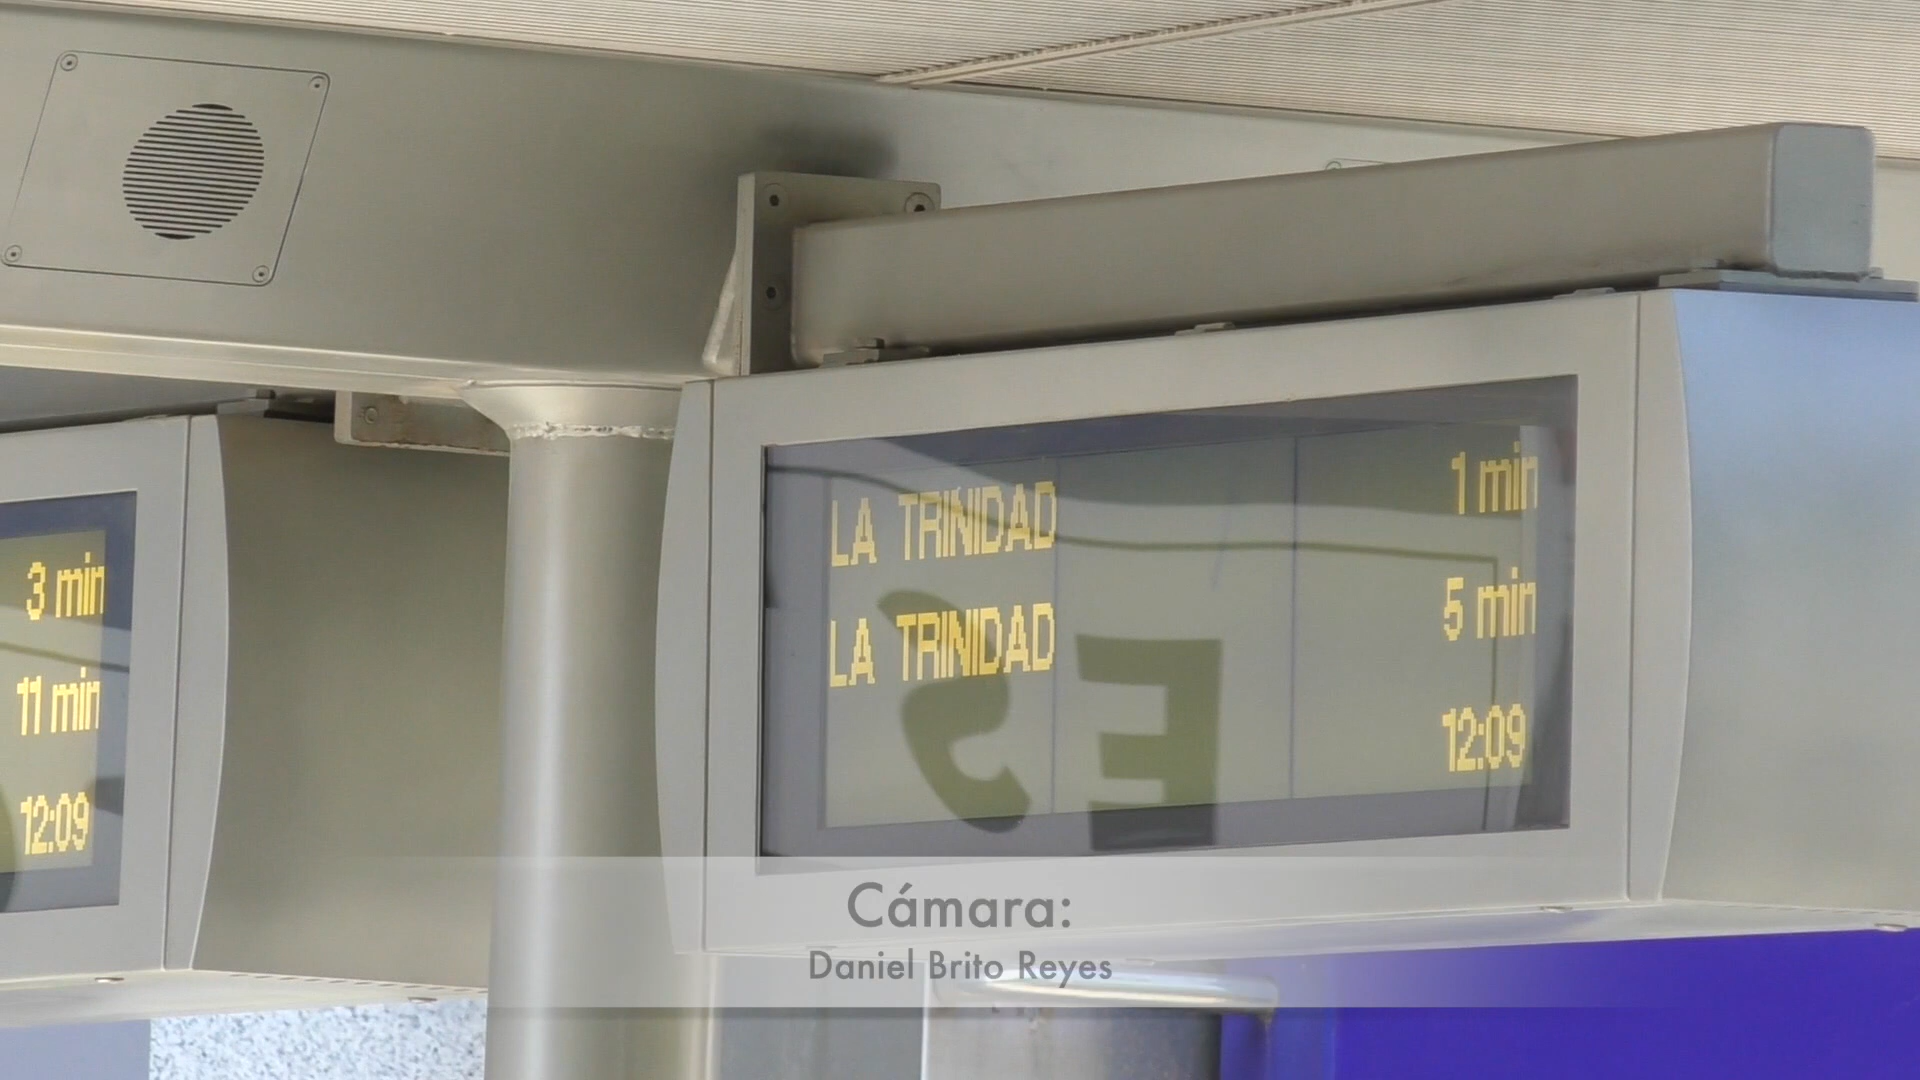 3 min
11 min
12:09
LA TRINIDAD 1 min
LA TRINIDAD 5 min
12:09
Cámara:
Daniel Brito Reyes